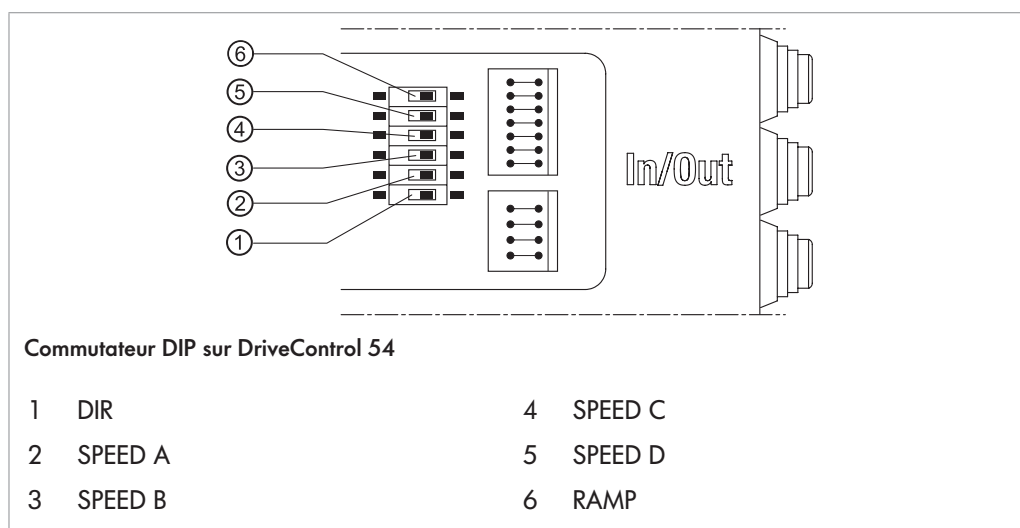 6
5
4
3
2
1
In/Out
Commutateur DIP sur DriveControl 54
1 DIR
2 SPEED A
3 SPEED B
4 SPEED C
5 SPEED D
6 RAMP